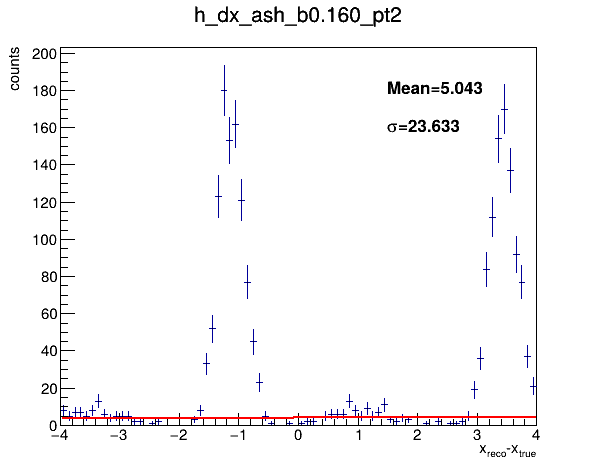 h_dx_ash_b0.160_pt2
counts
200
180
160
140
120
100
80
60
40
20
0
Mean=5.043
σ=23.633
−4 −3 −2 −1 0 1 2 3 4
x_reco-x_true